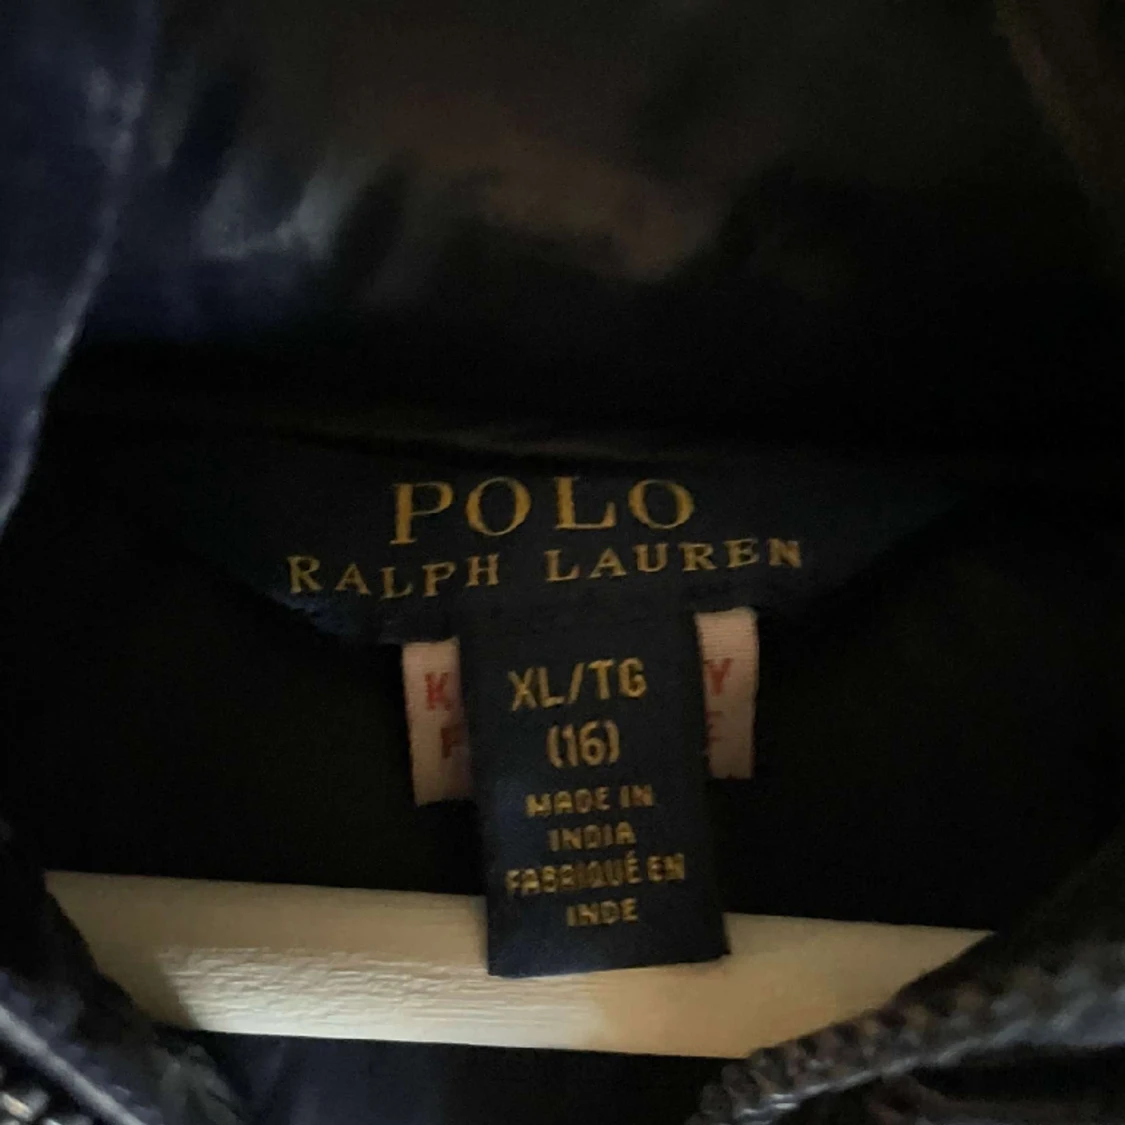 POLO
RALPH LAUREN
XL/TG
(16)
MADE IN
INDIA
FABRIQUÉ EN
INDE